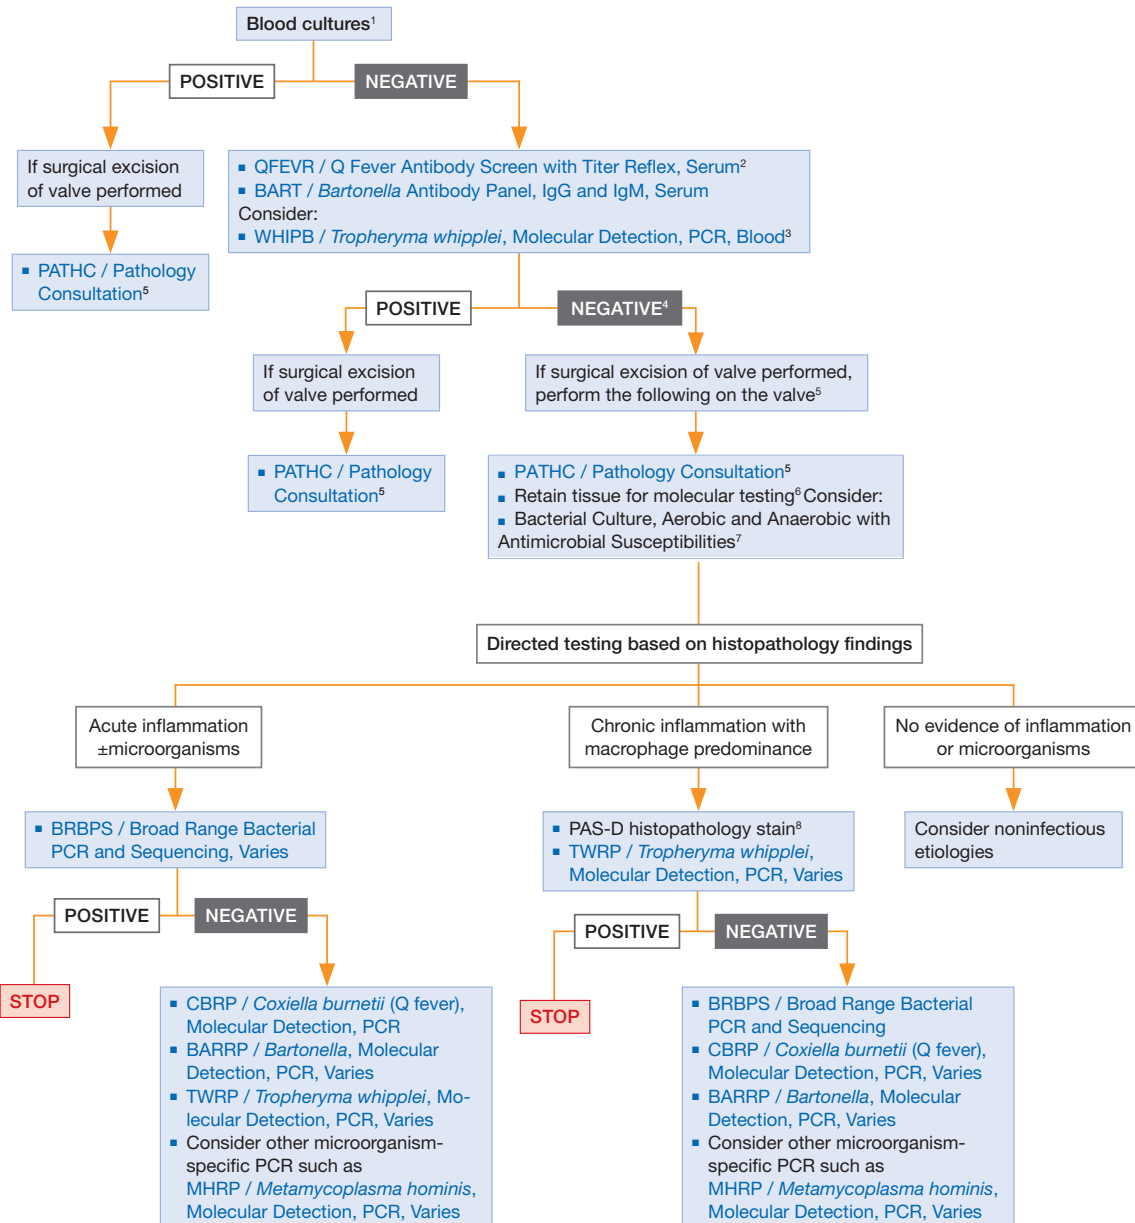 Blood cultures¹
POSITIVE
NEGATIVE
If surgical excision
of valve performed
▪ PATHC / Pathology
Consultation⁵
▪ QFEVR / Q Fever Antibody Screen with Titer Reflex, Serum²
▪ BART / Bartonella Antibody Panel, IgG and IgM, Serum
Consider:
▪ WHIPB / Tropheryma whipplei, Molecular Detection, PCR, Blood³
POSITIVE
NEGATIVE⁴
If surgical excision
of valve performed
▪ PATHC / Pathology
Consultation⁵
If surgical excision of valve performed,
perform the following on the valve⁵
▪ PATHC / Pathology Consultation⁵
▪ Retain tissue for molecular testing⁶ Consider:
▪ Bacterial Culture, Aerobic and Anaerobic with
Antimicrobial Susceptibilities⁷
Directed testing based on histopathology findings
Acute inflammation
±microorganisms
▪ BRBPS / Broad Range Bacterial
PCR and Sequencing, Varies
POSITIVE
NEGATIVE
STOP
▪ CBRP / Coxiella burnetii (Q fever),
Molecular Detection, PCR
▪ BARRP / Bartonella, Molecular
Detection, PCR, Varies
▪ TWRP / Tropheryma whipplei, Mo-
lecular Detection, PCR, Varies
▪ Consider other microorganism-
specific PCR such as
MHRP / Metamycoplasma hominis,
Molecular Detection, PCR, Varies
Chronic inflammation with
macrophage predominance
▪ PAS-D histopathology stain⁸
▪ TWRP / Tropheryma whipplei,
Molecular Detection, PCR, Varies
POSITIVE
NEGATIVE
STOP
▪ BRBPS / Broad Range Bacterial
PCR and Sequencing
▪ CBRP / Coxiella burnetii (Q fever),
Molecular Detection, PCR, Varies
▪ BARRP / Bartonella, Molecular
Detection, PCR, Varies
▪ Consider other microorganism-
specific PCR such as
MHRP / Metamycoplasma hominis,
Molecular Detection, PCR, Varies
No evidence of inflammation
or microorganisms
Consider noninfectious
etiologies